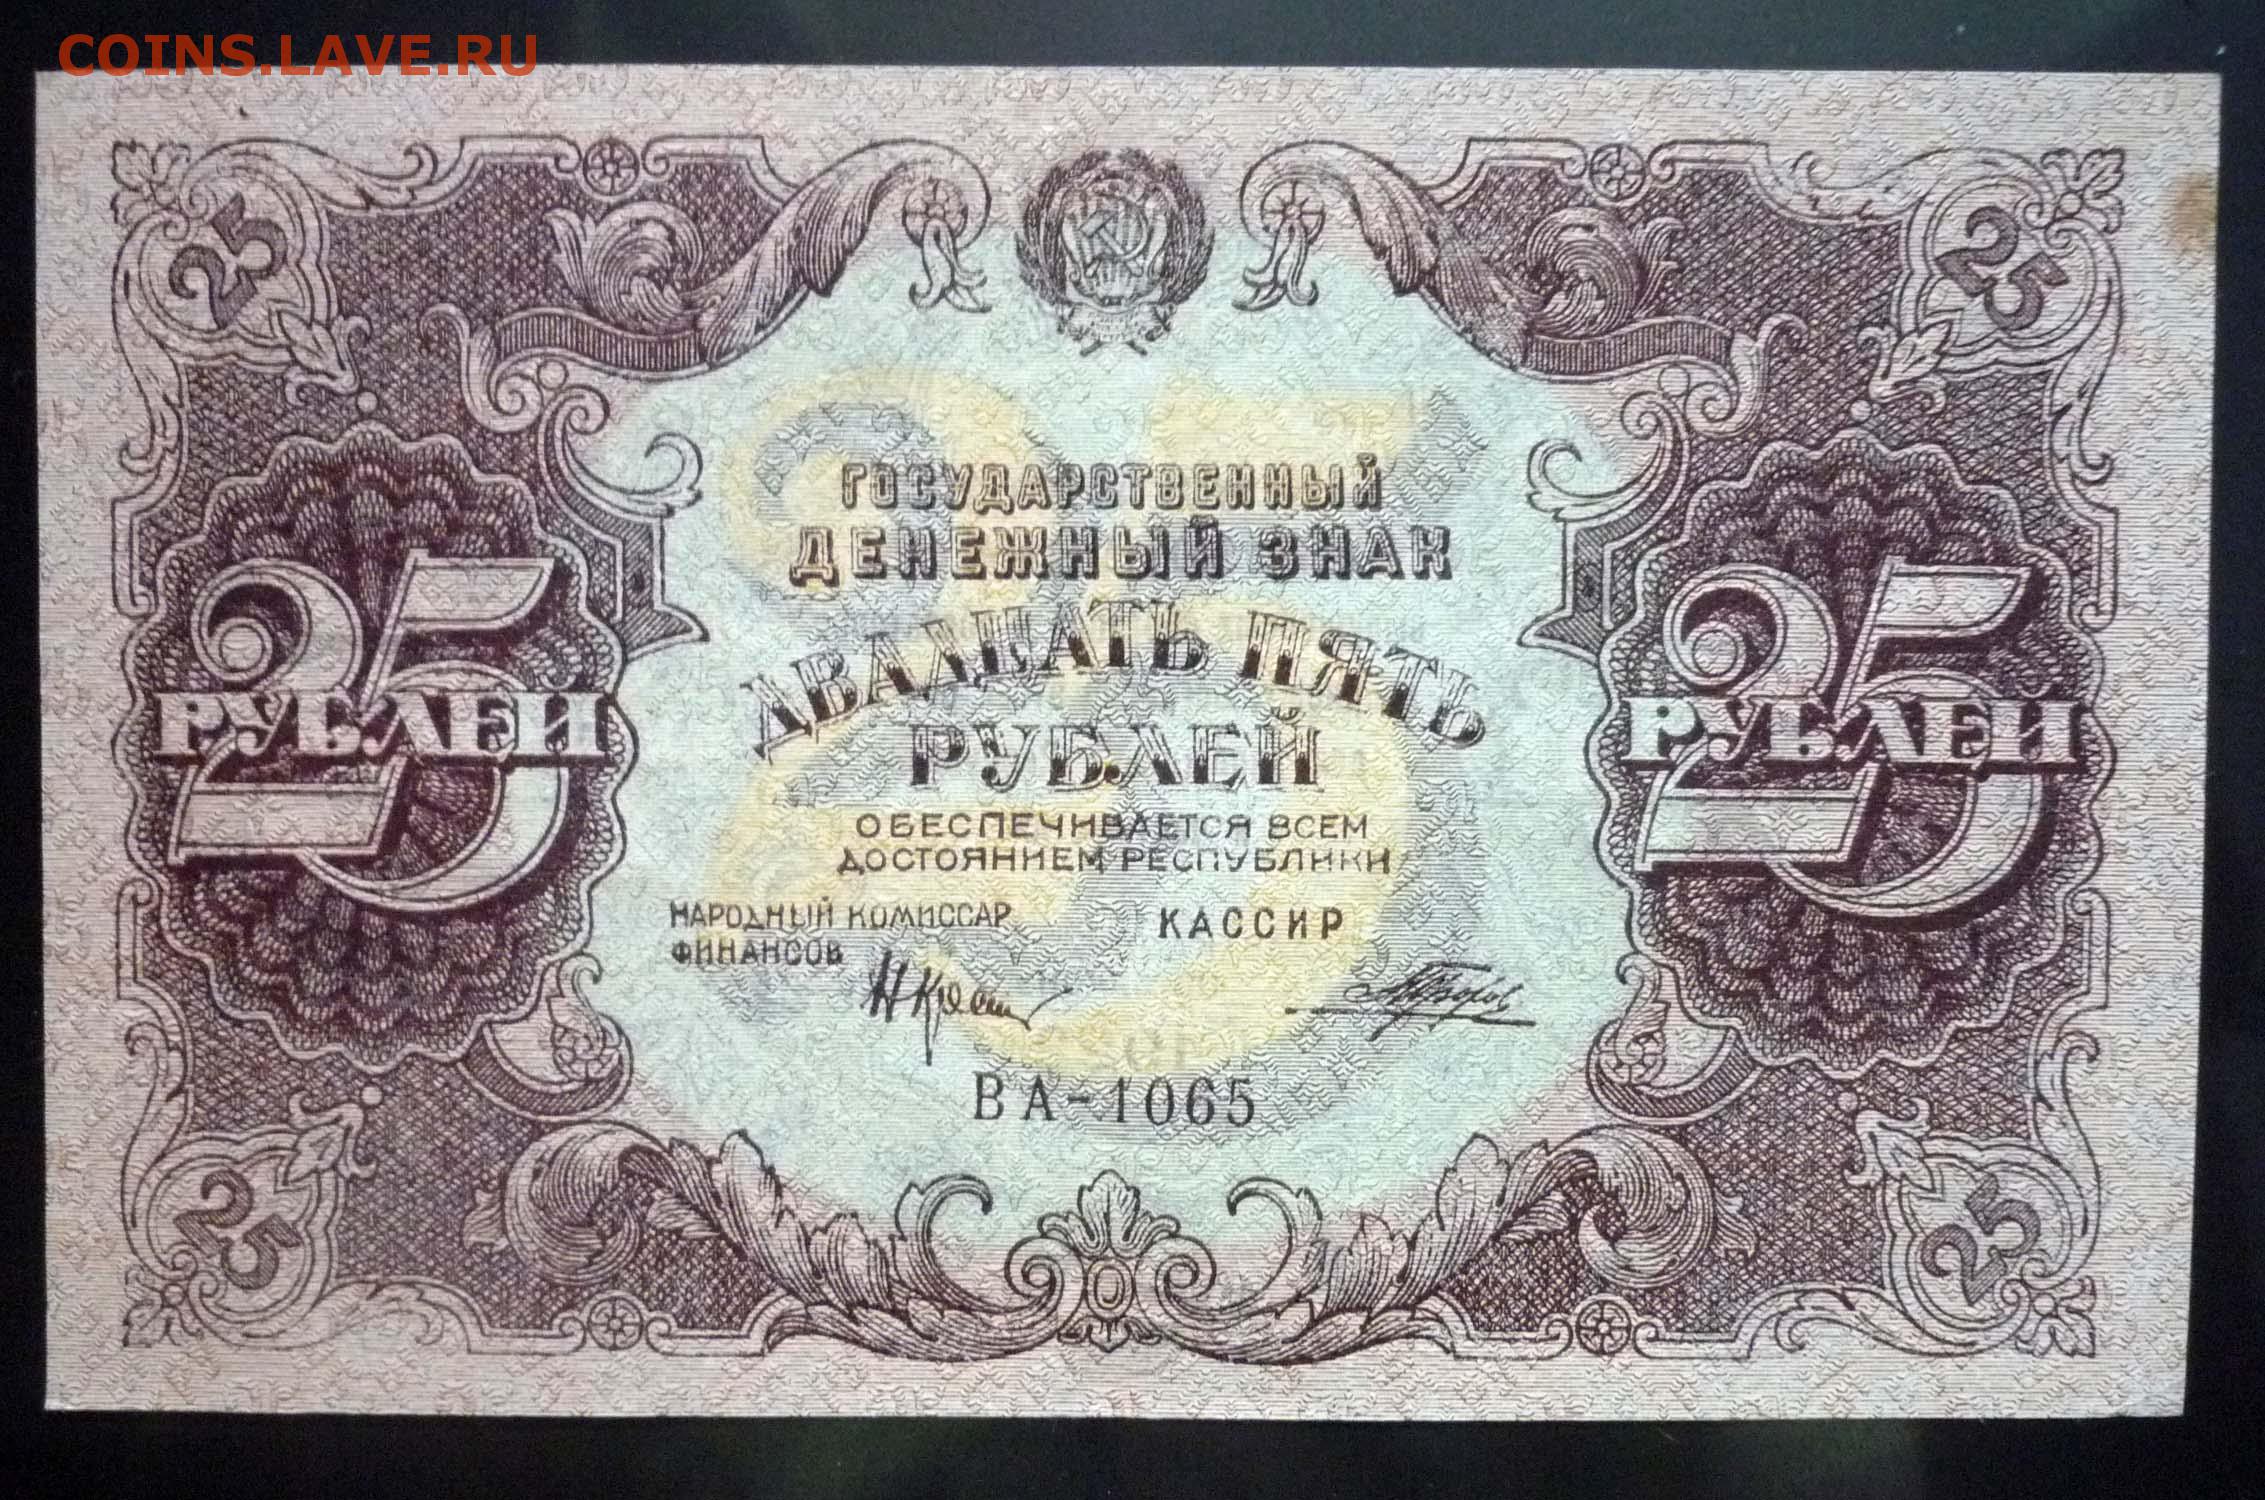 COINS.LAVE.RU
25
25
ГОСУДАРСТВЕННЫЙ
ДЕНЕЖНЫЙ ЗНАК
ДВАДЦАТЬ ПЯТЬ
РУБЛЕЙ
25
РУБЛЕЙ
25
РУБЛЕЙ
ОБЕСПЕЧИВАЕТСЯ ВСЕМ
ДОСТОЯНИЕМ РЕСПУБЛИКИ
НАРОДНЫЙ КОМИССАР
ФИНАНСОВ
КАССИР
ВА-1065
25
25